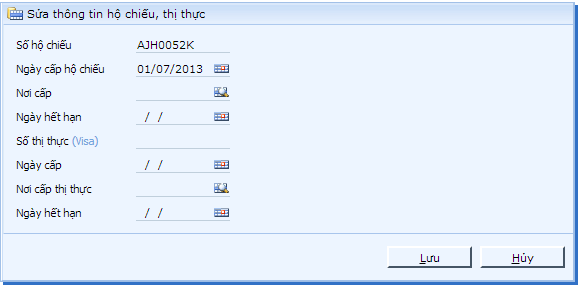 Sửa thông tin hộ chiếu, thị thực
Số hộ chiếu AJH0052K
Ngày cấp hộ chiếu 01/07/2013
Nơi cấp
Ngày hết hạn / /
Số thị thực (Visa)
Ngày cấp / /
Nơi cấp thị thực
Ngày hết hạn / /
Lưu Hủy